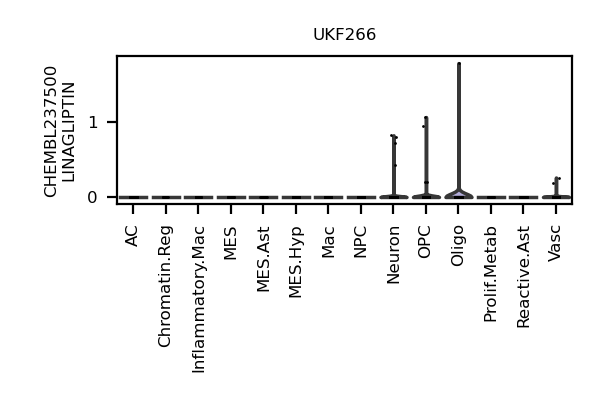 UKF266
CHEMBL237500
LINAGLIPTIN
1
0
AC
Chromatin.Reg
Inflammatory.Mac
MES
MES.Ast
MES.Hyp
Mac
NPC
Neuron
OPC
Oligo
Prolif.Metab
Reactive.Ast
Vasc